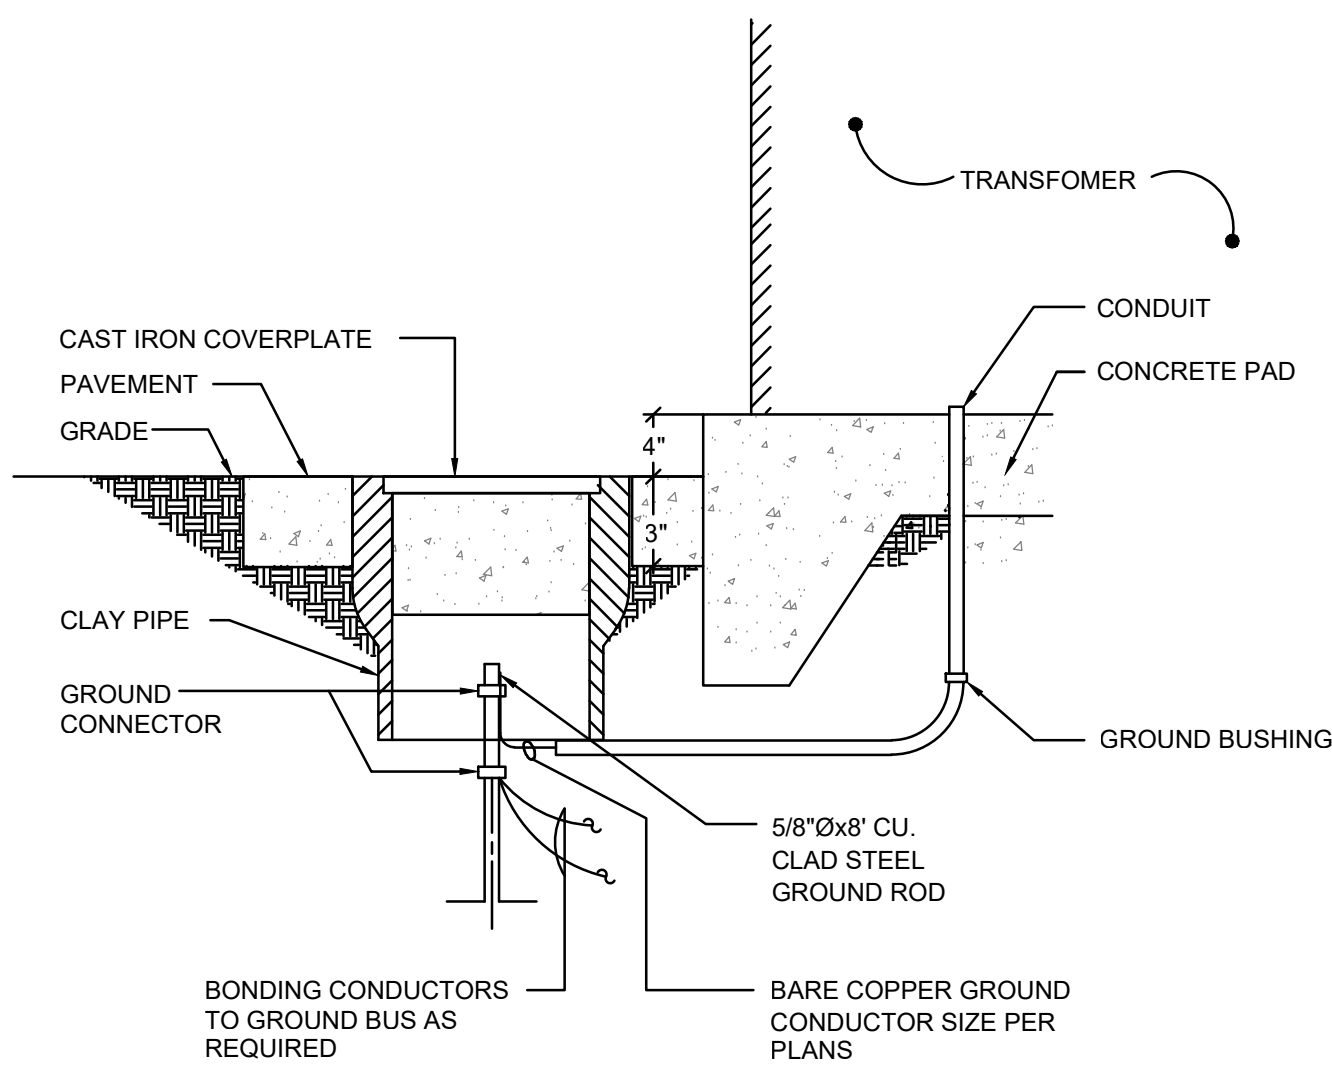 TRANSFOMER
CONDUIT
CAST IRON COVERPLATE
CONCRETE PAD
PAVEMENT
GRADE
4"
3"
CLAY PIPE
GROUND
CONNECTOR
GROUND BUSHING
5/8"Øx8' CU.
CLAD STEEL
GROUND ROD
BONDING CONDUCTORS
TO GROUND BUS AS
REQUIRED
BARE COPPER GROUND
CONDUCTOR SIZE PER
PLANS